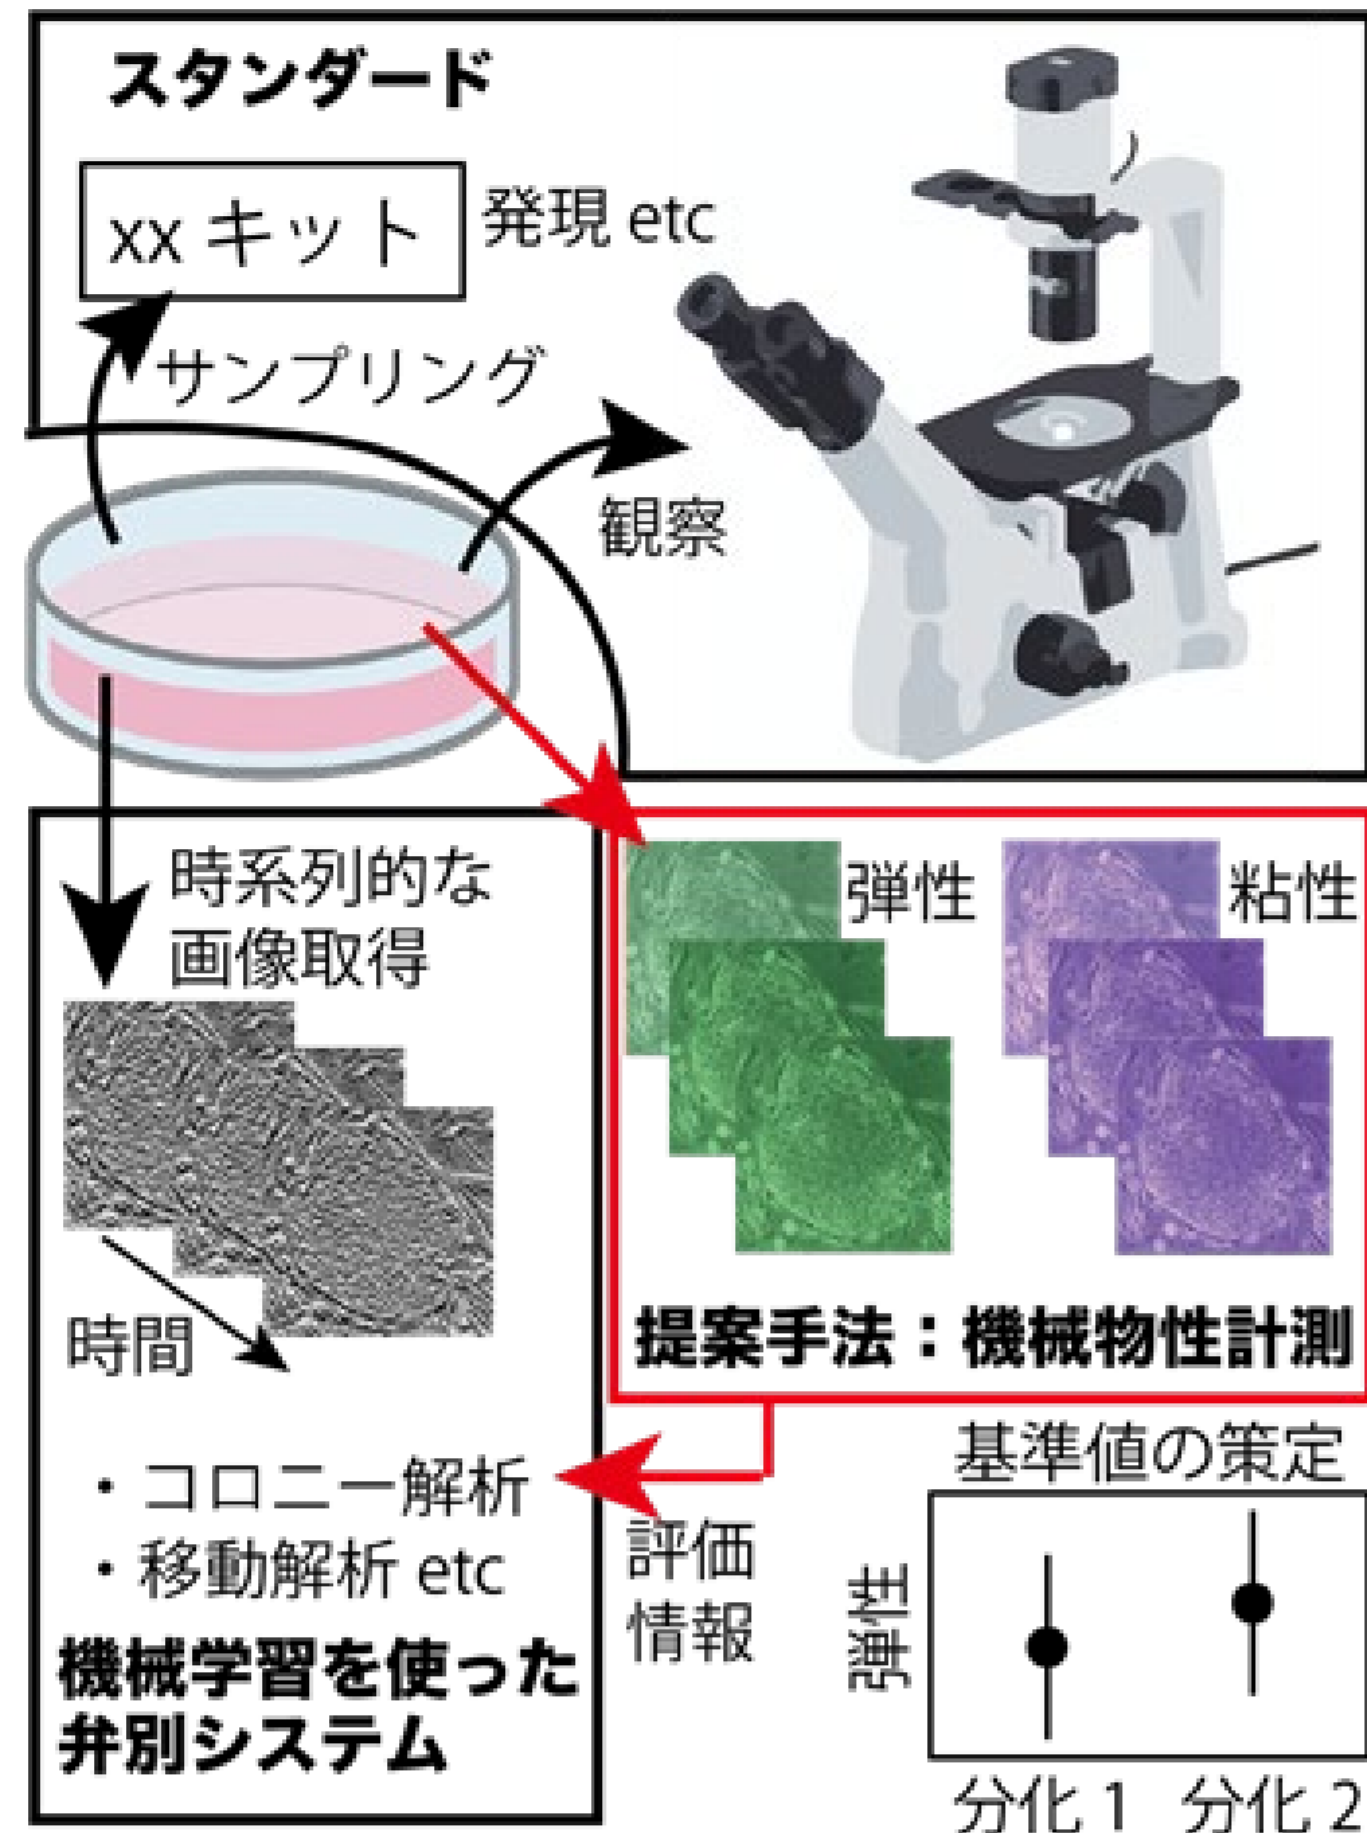 スタンダード
xx キット
発現 etc
サンプリング
観察
時系列的な
画像取得
時間
・コロニー解析
・移動解析 etc
機械学習を使った
弁別システム
弾性
粘性
提案手法：機械物性計測
評価
情報
基準値の策定
弾性
分化 1
分化 2